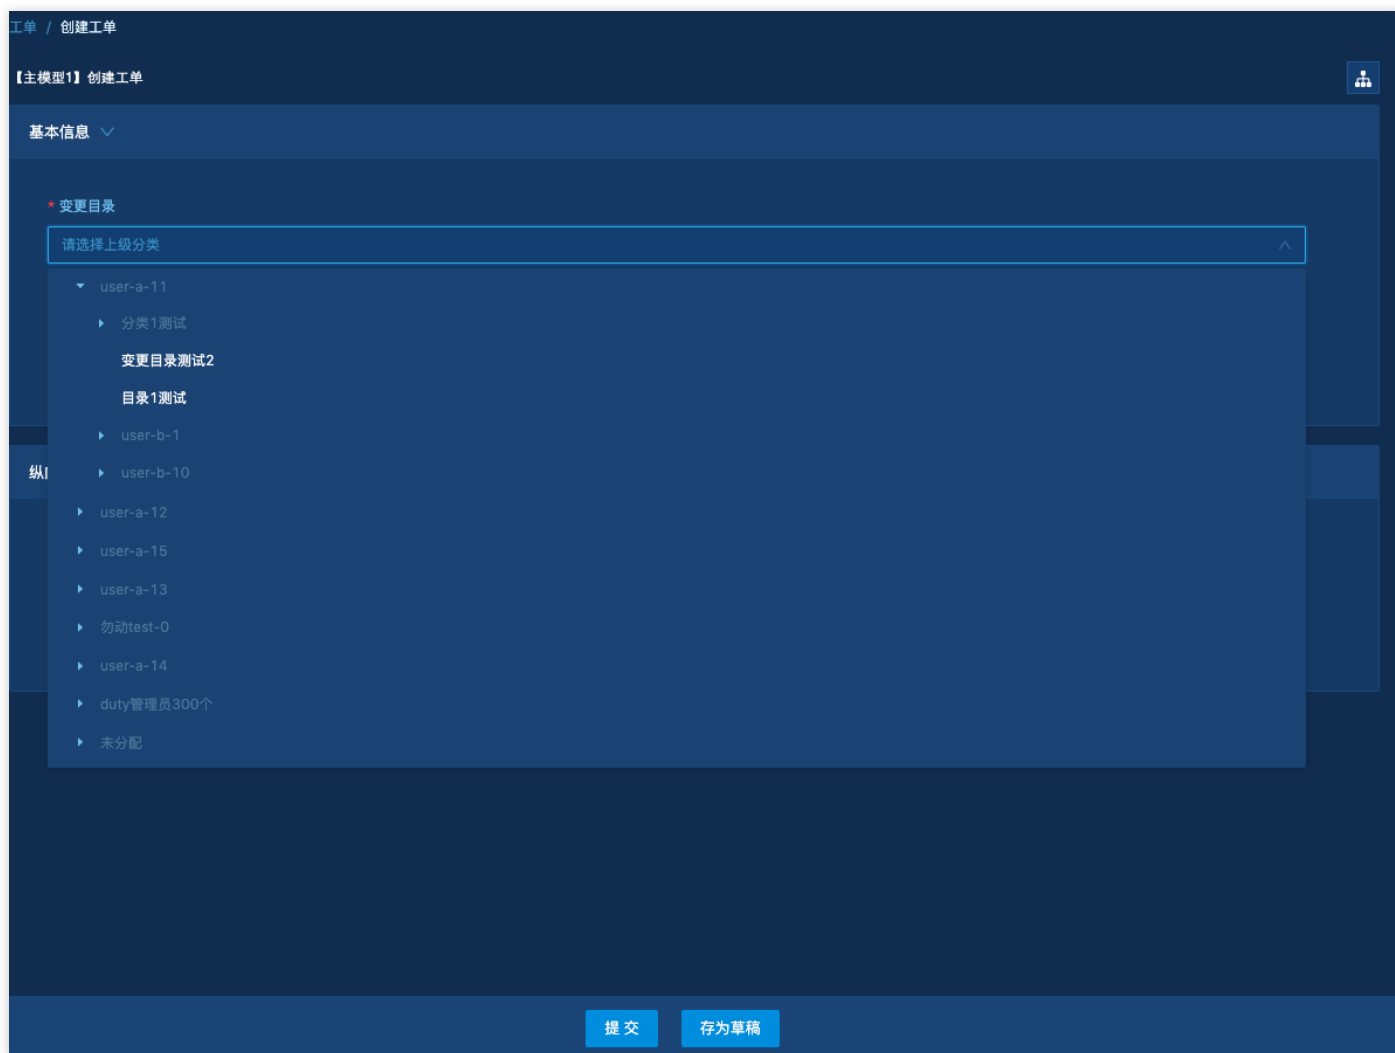 工单 / 创建工单
【主模型1】创建工单
基本信息
* 变更目录
请选择上级分类
user-a-11
分类1测试
变更目录测试2
目录1测试
user-b-1
纵
user-b-10
user-a-12
user-a-15
user-a-13
勿动test-0
user-a-14
duty管理员300个
未分配
提 交 存为草稿